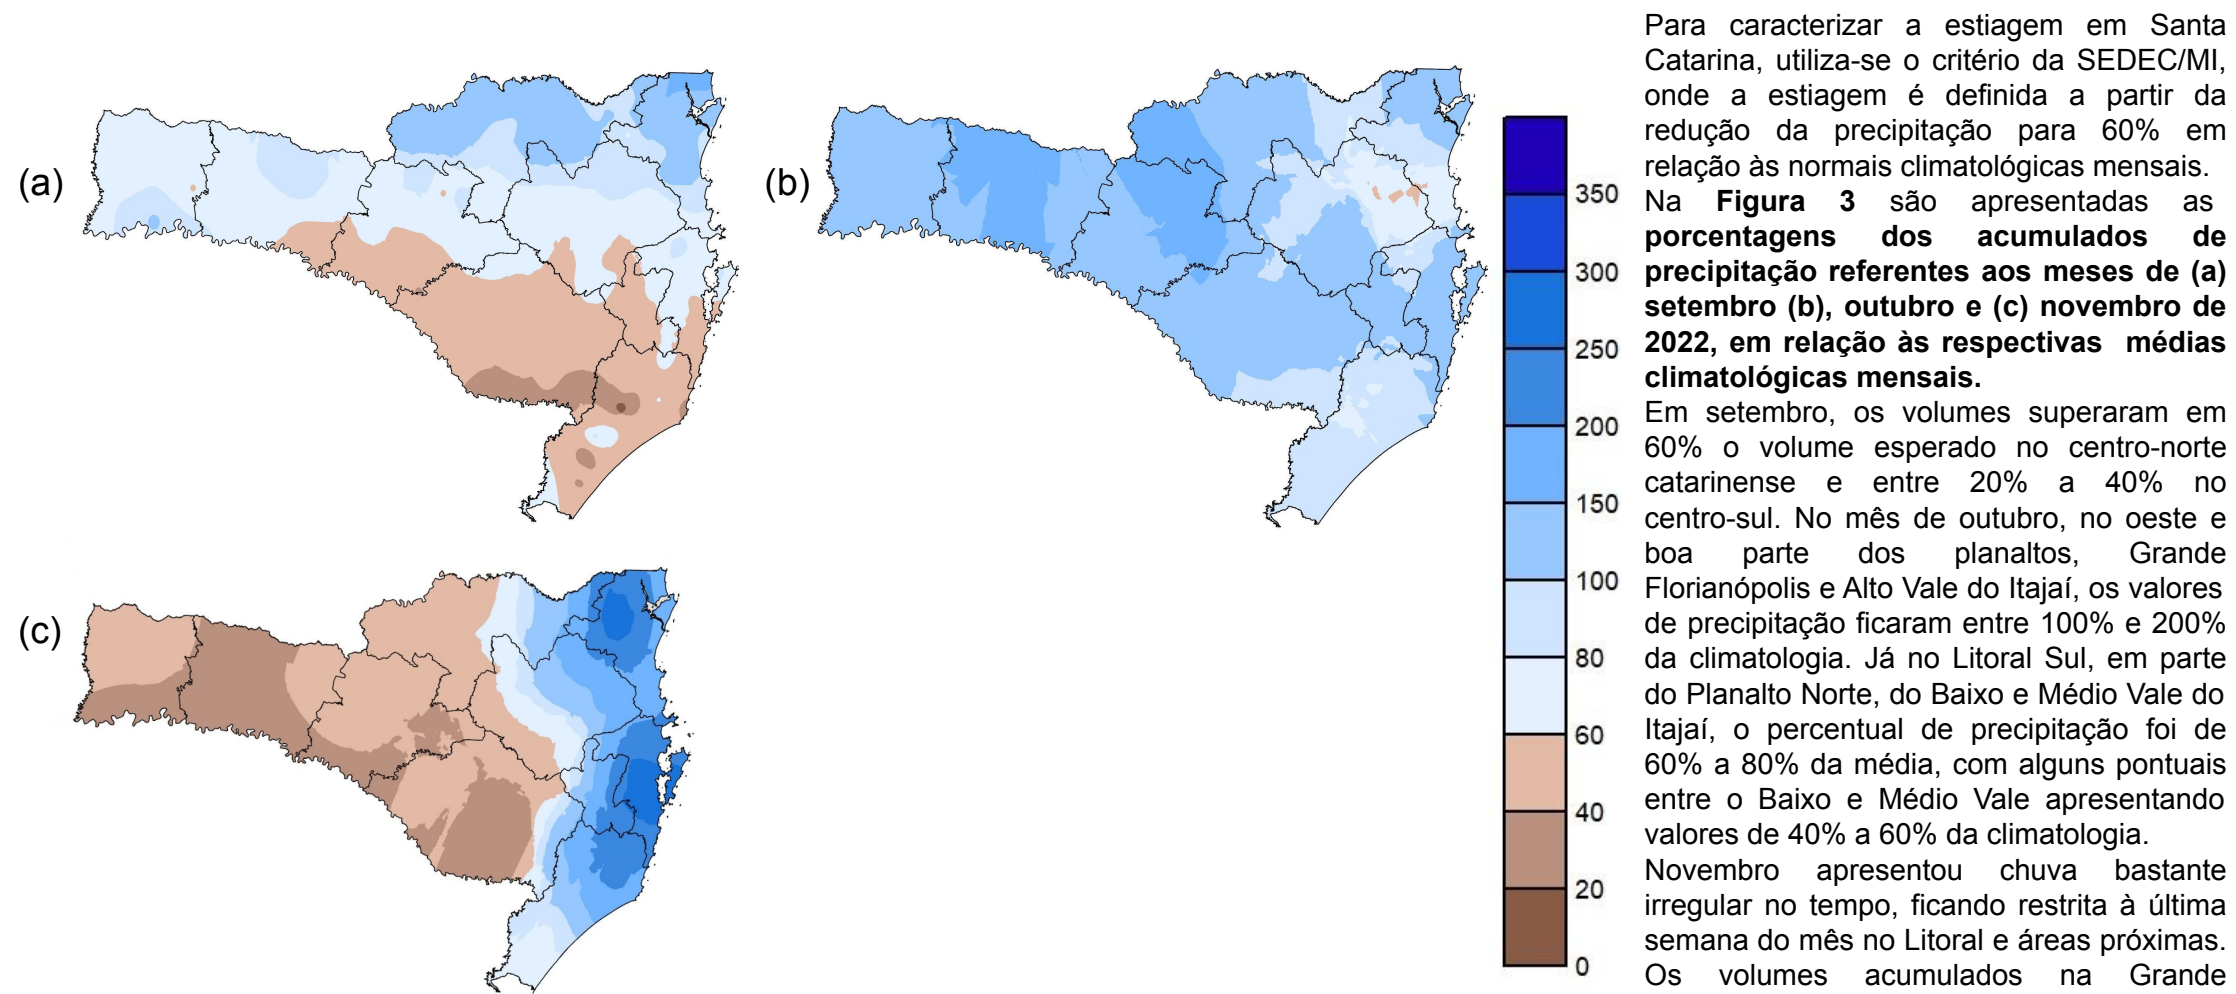 (a)
(b)
(c)
350
300
250
200
150
100
80
60
40
20
0
Para caracterizar a estiagem em Santa
Catarina, utiliza-se o critério da SEDEC/MI,
onde a estiagem é definida a partir da
redução da precipitação para 60% em
relação às normais climatológicas mensais.
Na Figura 3 são apresentadas as
porcentagens dos acumulados de
precipitação referentes aos meses de (a)
setembro (b), outubro e (c) novembro de
2022, em relação às respectivas médias
climatológicas mensais.
Em setembro, os volumes superaram em
60% o volume esperado no centro-norte
catarinense e entre 20% a 40% no
centro-sul. No mês de outubro, no oeste e
boa parte dos planaltos, Grande
Florianópolis e Alto Vale do Itajaí, os valores
de precipitação ficaram entre 100% e 200%
da climatologia. Já no Litoral Sul, em parte
do Planalto Norte, do Baixo e Médio Vale do
Itajaí, o percentual de precipitação foi de
60% a 80% da média, com alguns pontuais
entre o Baixo e Médio Vale apresentando
valores de 40% a 60% da climatologia.
Novembro apresentou chuva bastante
irregular no tempo, ficando restrita à última
semana do mês no Litoral e áreas próximas.
Os volumes acumulados na Grande